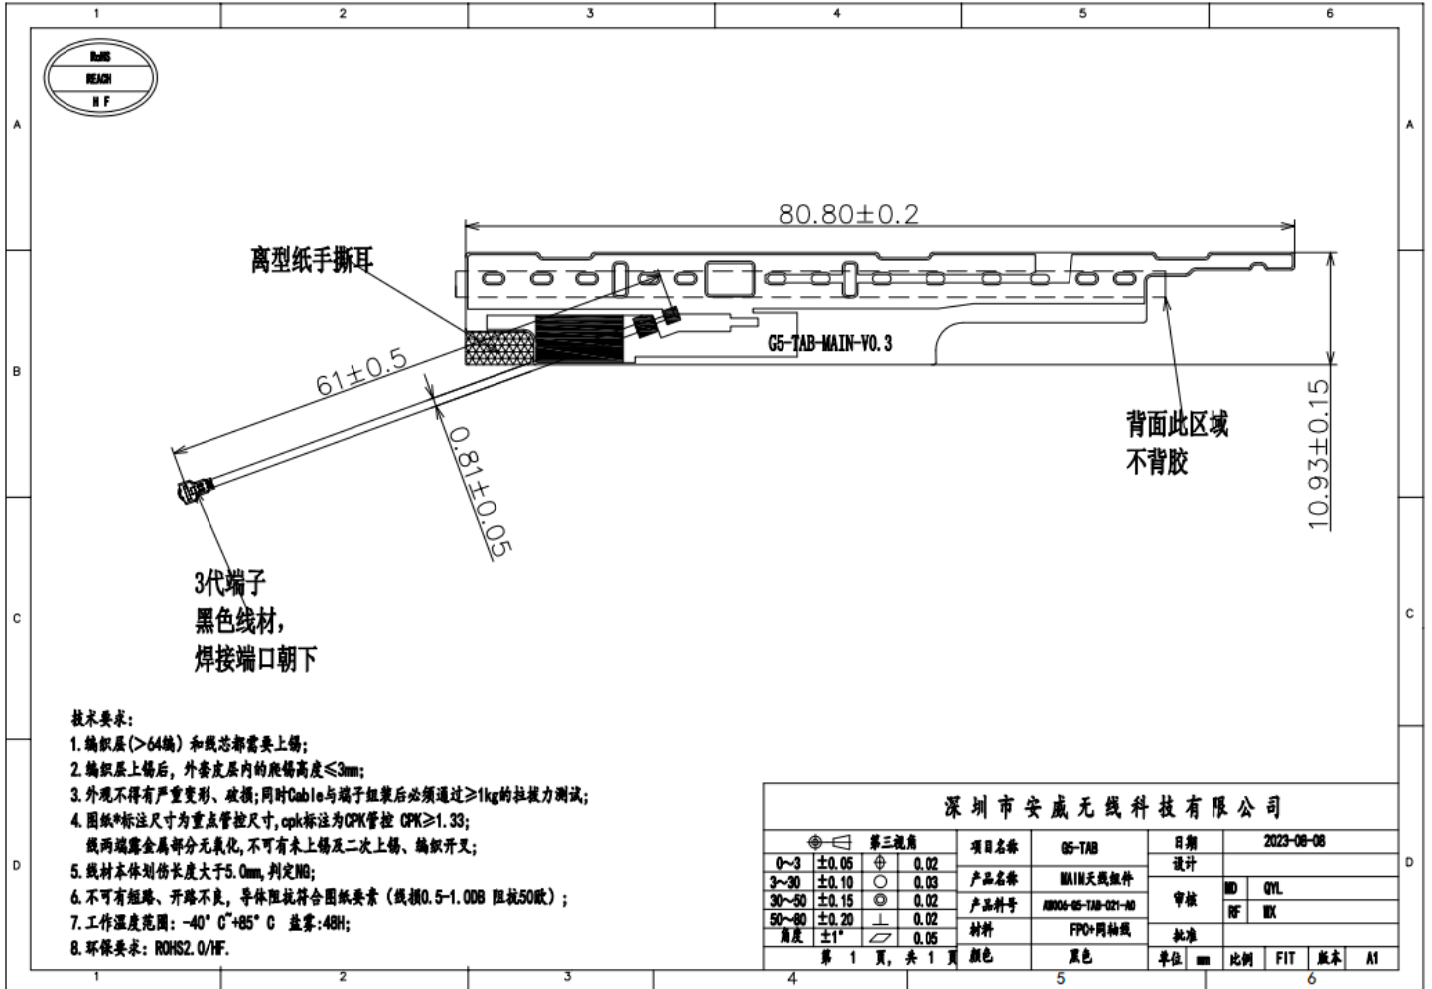 1 2 3 4 5 6
RoHS
REACH
H F
A A
80.80±0.2
离型纸手撕耳
G5-TAB-MAIN-V0.3
B B
61±0.5
背面此区域
不背胶
10.93±0.15
0.81±0.05
3代端子
黑色线材,
焊接端口朝下
C C
技术要求:
1.编织层(>64编) 和线芯都需要上锡;
2.编织层上锡后, 外套皮层内的爬锡高度≤3mm;
3.外观不得有严重变形、破损;同时Cable与端子组装后必须通过≥1kg的拉拔力测试;
4.图纸*标注尺寸为重点管控尺寸,cpk标注为CPK管控 CPK≥1.33;
线两端露金属部分无氧化,不可有未上锡及二次上锡、编织开叉;
5.线材本体划伤长度大于5.0mm,判定NG;
6.不可有短路、开路不良, 导体阻抗符合图纸要素 (线损0.5-1.0DB 阻抗50欧) ;
7.工作温度范围: -40° C~+85° C 盐雾:48H;
8.环保要求: ROHS2.0/HF.
D D
深圳市安威无线科技有限公司
第三视角 项目名称 G5-TAB 日期 2023-08-08
0~3 ±0.05 0.02 设计
3~30 ±0.10 0.03 产品名称 MAIN天线组件
30~50 ±0.15 0.02 产品料号 审核 MD QYL
50~80 ±0.20 0.02 材料 FPC+同轴线 RF WX
角度 ±1° 0.05 批准
第 1 页, 共 1 页 颜色 黑色 单位 mm 比例 FIT 版本 A1
1 2 3 4 5 6